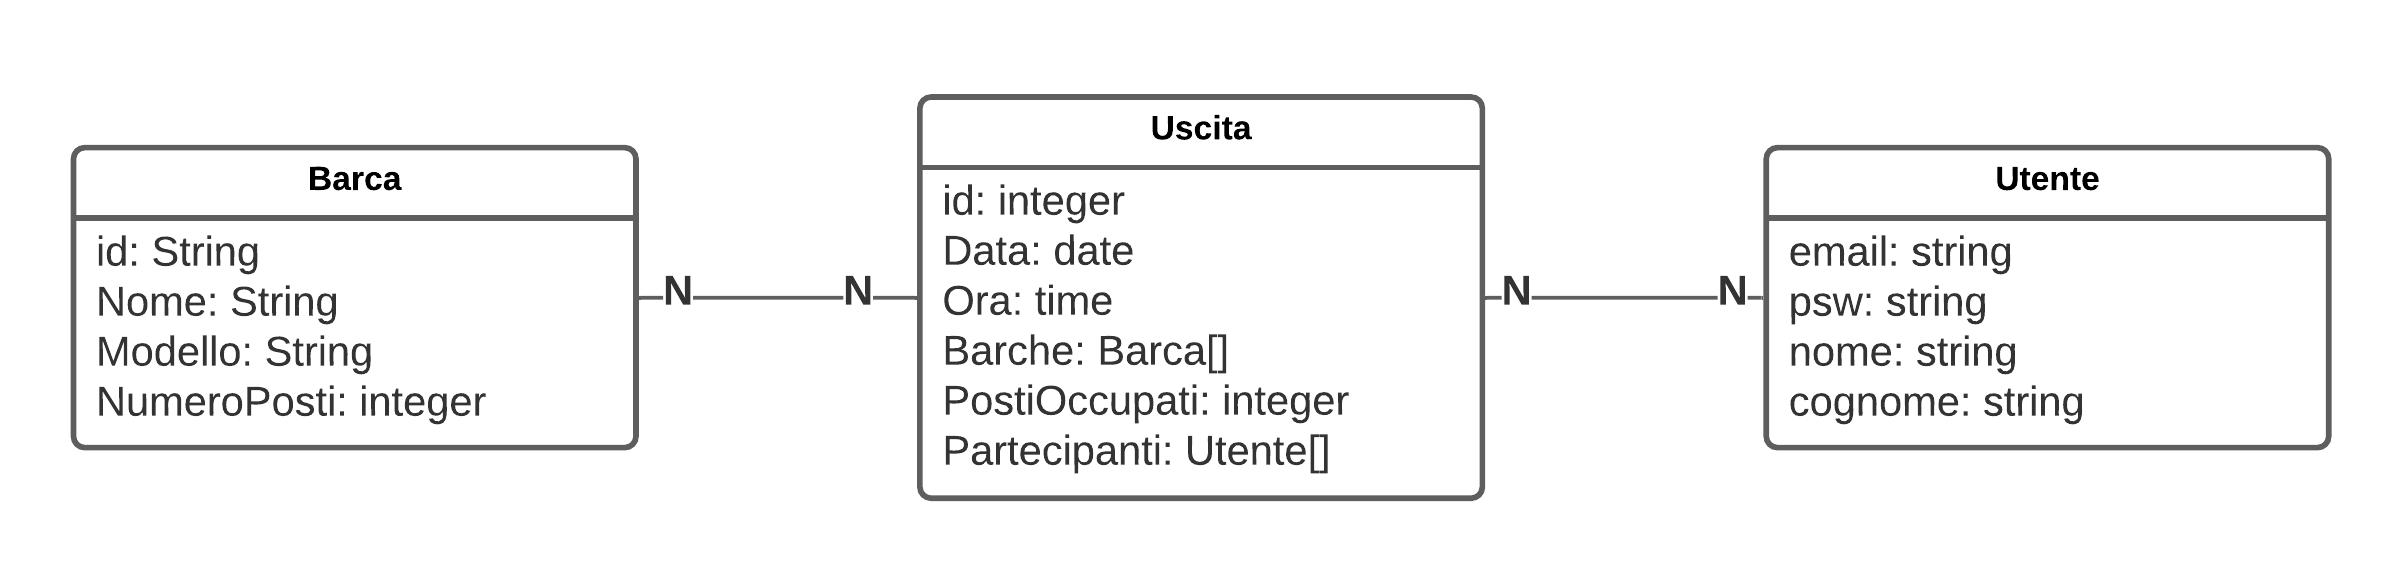 Barca
id: String
Nome: String
Modello: String
NumeroPosti: integer
N
N
Uscita
id: integer
Data: date
Ora: time
Barche: Barca[]
PostiOccupati: integer
Partecipanti: Utente[]
N
N
Utente
email: string
psw: string
nome: string
cognome: string